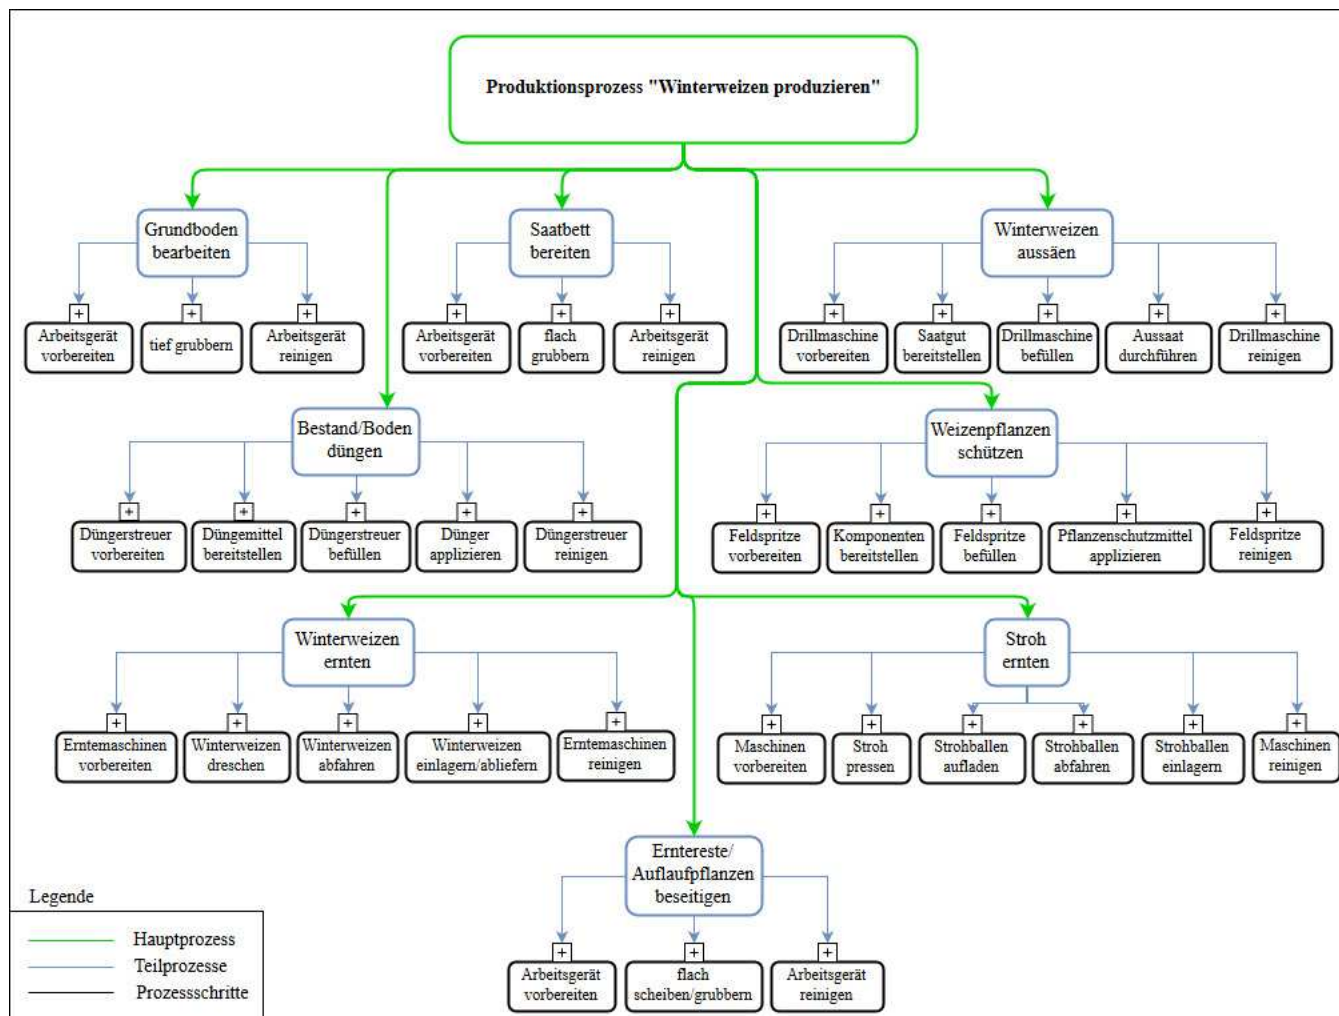 Produktionsprozess "Winterweizen produzieren"
Grundboden
bearbeiten
Saatbett
bereiten
Winterweizen
aussäen
+
+
+
+
+
+
+
+
+
+
+
Arbeitsgerät
vorbereiten
tief grubbern
Arbeitsgerät
reinigen
Arbeitsgerät
vorbereiten
flach
grubbern
Arbeitsgerät
reinigen
Drillmaschine
vorbereiten
Saatgut
bereitstellen
Drillmaschine
befüllen
Aussaat
durchführen
Drillmaschine
reinigen
Bestand/Boden
düngen
Weizenpflanzen
schützen
+
+
+
+
+
+
+
+
+
+
Düngerstreuer
vorbereiten
Düngemittel
bereitstellen
Düngerstreuer
befüllen
Dünger
applizieren
Düngerstreuer
reinigen
Feldspritze
vorbereiten
Komponenten
bereitstellen
Feldspritze
befüllen
Pflanzenschutzmittel
applizieren
Feldspritze
reinigen
Winterweizen
ernten
Stroh
ernten
+
+
+
+
+
+
+
+
+
+
+
Erntemaschinen
vorbereiten
Winterweizen
dreschen
Winterweizen
abfahren
Winterweizen
einlagern/abliefern
Erntemaschinen
reinigen
Maschinen
vorbereiten
Stroh
pressen
Strohballen
aufladen
Strohballen
abfahren
Strohballen
einlagern
Maschinen
reinigen
Erntereste/
Auflaufpflanzen
beseitigen
+
+
+
Arbeitsgerät
vorbereiten
flach
scheiben/grubbern
Arbeitsgerät
reinigen
Legende
Hauptprozess
Teilprozesse
Prozessschritte